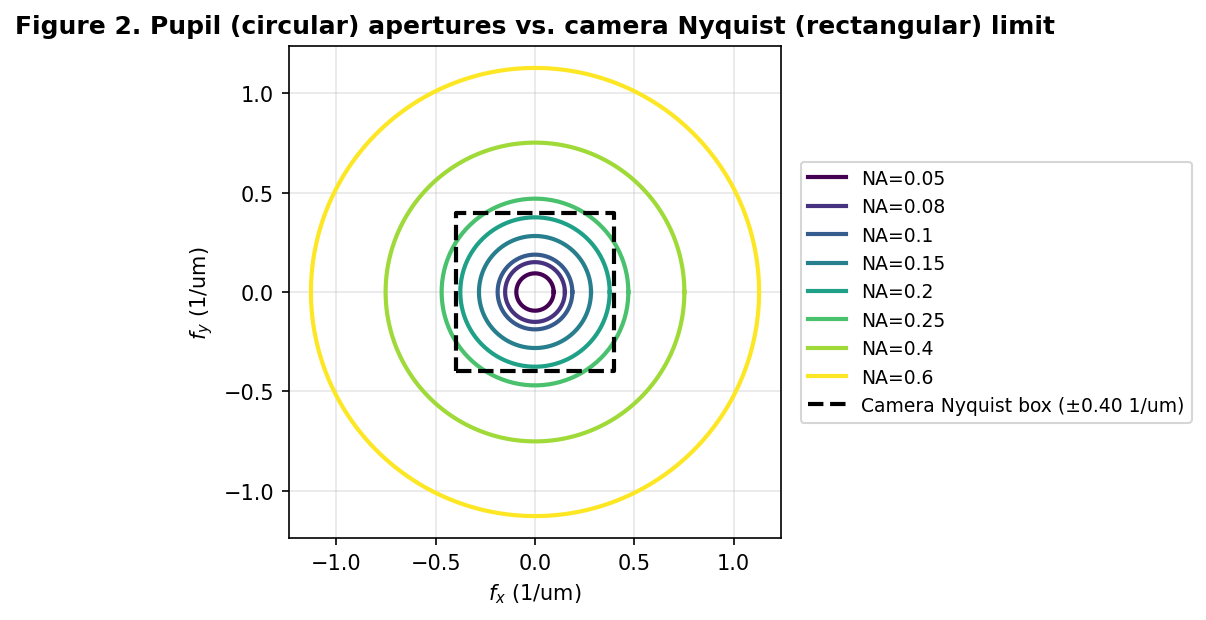 Figure 2. Pupil (circular) apertures vs. camera Nyquist (rectangular) limit
1.0
0.5
0.0
−0.5
−1.0
f_y (1/um)
−1.0
−0.5
0.0
0.5
1.0
f_x (1/um)
NA=0.05
NA=0.08
NA=0.1
NA=0.15
NA=0.2
NA=0.25
NA=0.4
NA=0.6
Camera Nyquist box (±0.40 1/um)